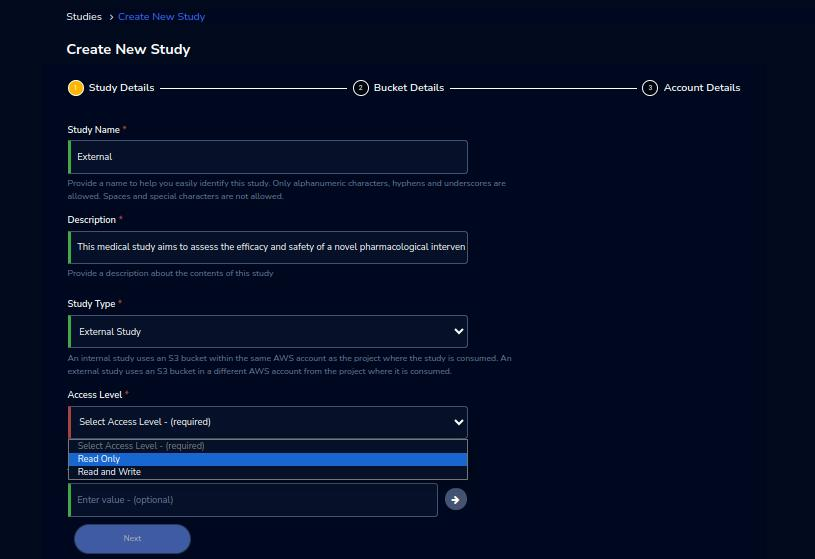 Studies > Create New Study
Create New Study
1 Study Details 2 Bucket Details 3 Account Details
Study Name *
External
Provide a name to help you easily identify this study. Only alphanumeric characters, hyphens and underscores are
allowed. Spaces and special characters are not allowed.
Description *
This medical study aims to assess the efficacy and safety of a novel pharmacological interven
Provide a description about the contents of this study
Study Type *
External Study
An internal study uses an S3 bucket within the same AWS account as the project where the study is consumed. An
external study uses an S3 bucket in a different AWS account from the project where it is consumed.
Access Level *
Select Access Level - (required)
Select Access Level - (required)
Read Only
Read and Write
Enter value - (optional)
Next